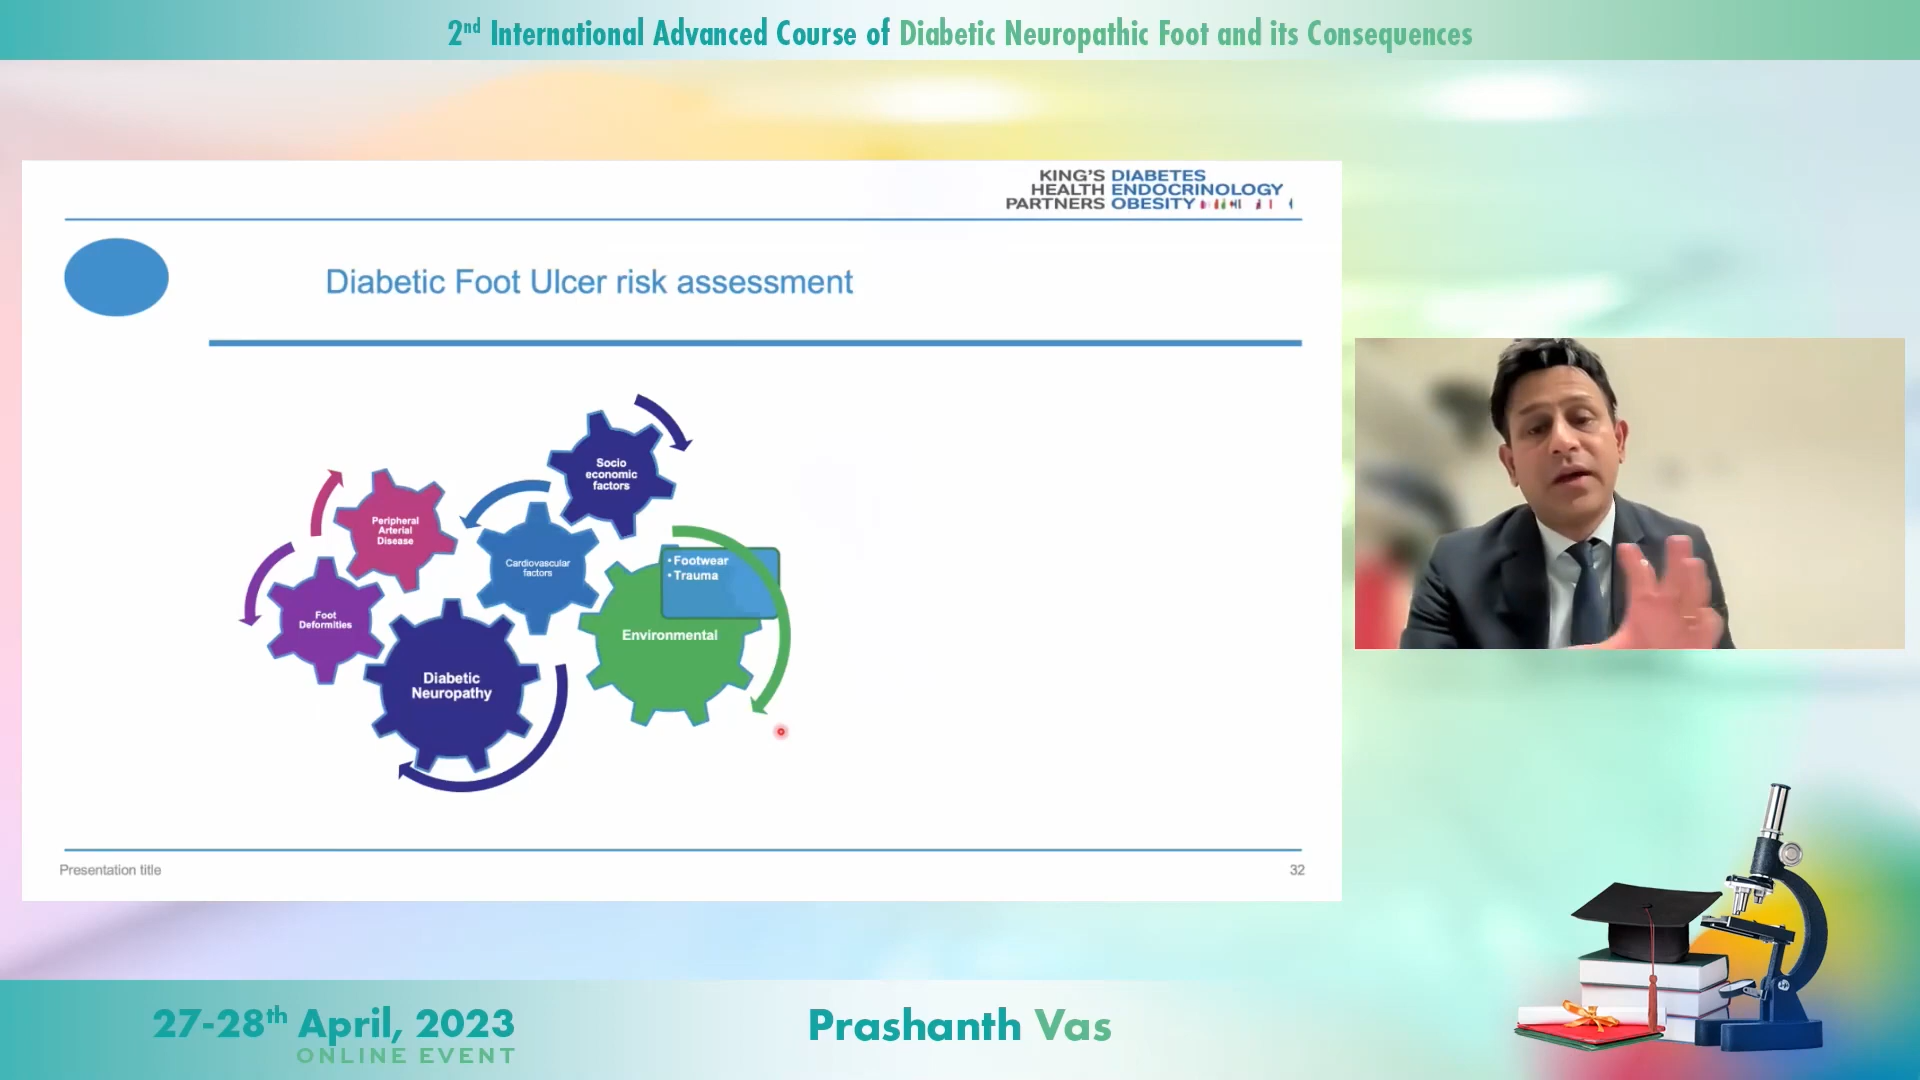 2nd International Advanced Course of Diabetic Neuropathic Foot and its Consequences
KING'S DIABETES
HEALTH ENDOCRINOLOGY
PARTNERS OBESITY
Diabetic Foot Ulcer risk assessment
Socio
economic
factors
Peripheral
Arterial
Disease
Cardiovascular
factors
• Footwear
• Trauma
Foot
Deformities
Environmental
Diabetic
Neuropathy
Presentation title
32
27-28th April, 2023
ONLINE EVENT
Prashanth Vas